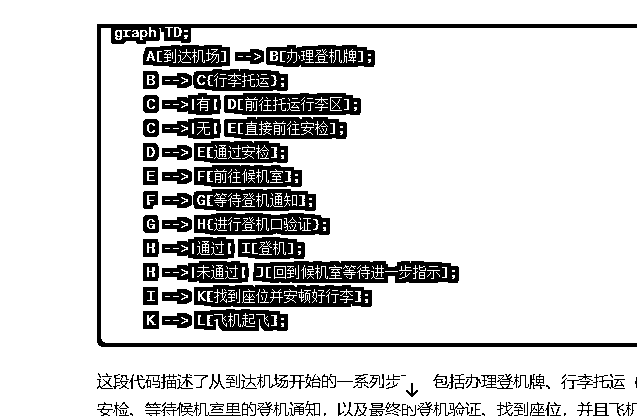 graph TD;
A[到达机场] --> B[办理登机牌];
B --> C{行李托运};
C -->|有| D[前往托运行李区];
C -->|无| E[直接前往安检];
D --> E[通过安检];
E --> F[前往候机室];
F --> G[等待登机通知];
G --> H{进行登机口验证};
H -->|通过| I[登机];
H -->|未通过| J[回到候机室等待进一步指示];
I --> K[找到座位并安顿好行李];
K --> L[飞机起飞];
这段代码描述了从到达机场开始的一系列步 包括办理登机牌、行李托运
安检、等待候机室里的登机通知，以及最终的登机验证、找到座位，并且飞机